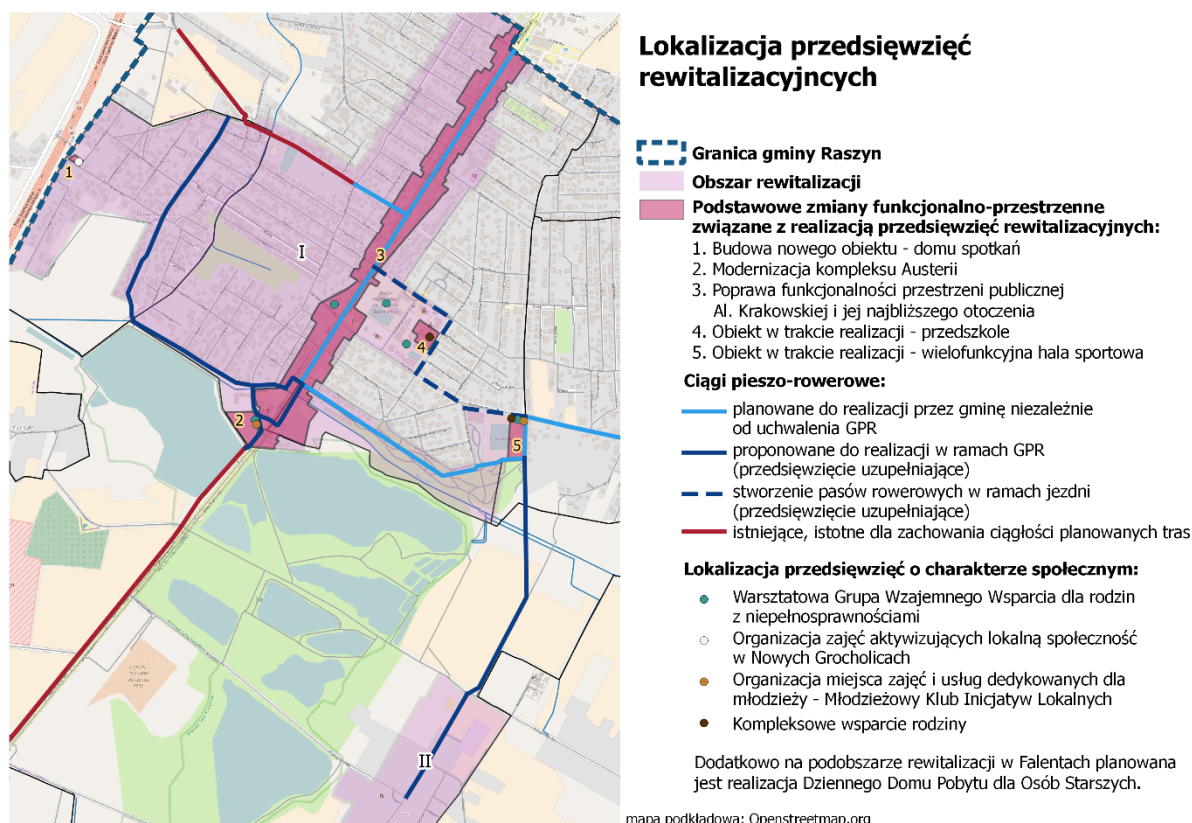 Lokalizacja przedsięwzięć
rewitalizacyjncych
Granica gminy Raszyn
Obszar rewitalizacji
Podstawowe zmiany funkcjonalno-przestrzenne
związane z realizacją przedsięwzięć rewitalizacyjnych:
1. Budowa nowego obiektu - domu spotkań
2. Modernizacja kompleksu Austerii
3. Poprawa funkcjonalności przestrzeni publicznej
Al. Krakowskiej i jej najbliższego otoczenia
4. Obiekt w trakcie realizacji - przedszkole
5. Obiekt w trakcie realizacji - wielofunkcyjna hala sportowa
Ciągi pieszo-rowerowe:
planowane do realizacji przez gminę niezależnie
od uchwalenia GPR
proponowane do realizacji w ramach GPR
(przedsięwzięcie uzupełniające)
stworzenie pasów rowerowych w ramach jezdni
(przedsięwzięcie uzupełniające)
istniejące, istotne dla zachowania ciągłości planowanych tras
Lokalizacja przedsięwzięć o charakterze społecznym:
Warsztatowa Grupa Wzajemnego Wsparcia dla rodzin
z niepełnosprawnościami
Organizacja zajęć aktywizujących lokalną społeczność
w Nowych Grocholicach
Organizacja miejsca zajęć i usług dedykowanych dla
młodzieży - Młodzieżowy Klub Inicjatyw Lokalnych
Kompleksowe wsparcie rodziny
Dodatkowo na podobszarze rewitalizacji w Falentach planowana
jest realizacja Dziennego Domu Pobytu dla Osób Starszych.
mapa podkładowa: Openstreetmap.org
1
I
3
4
2
5
II